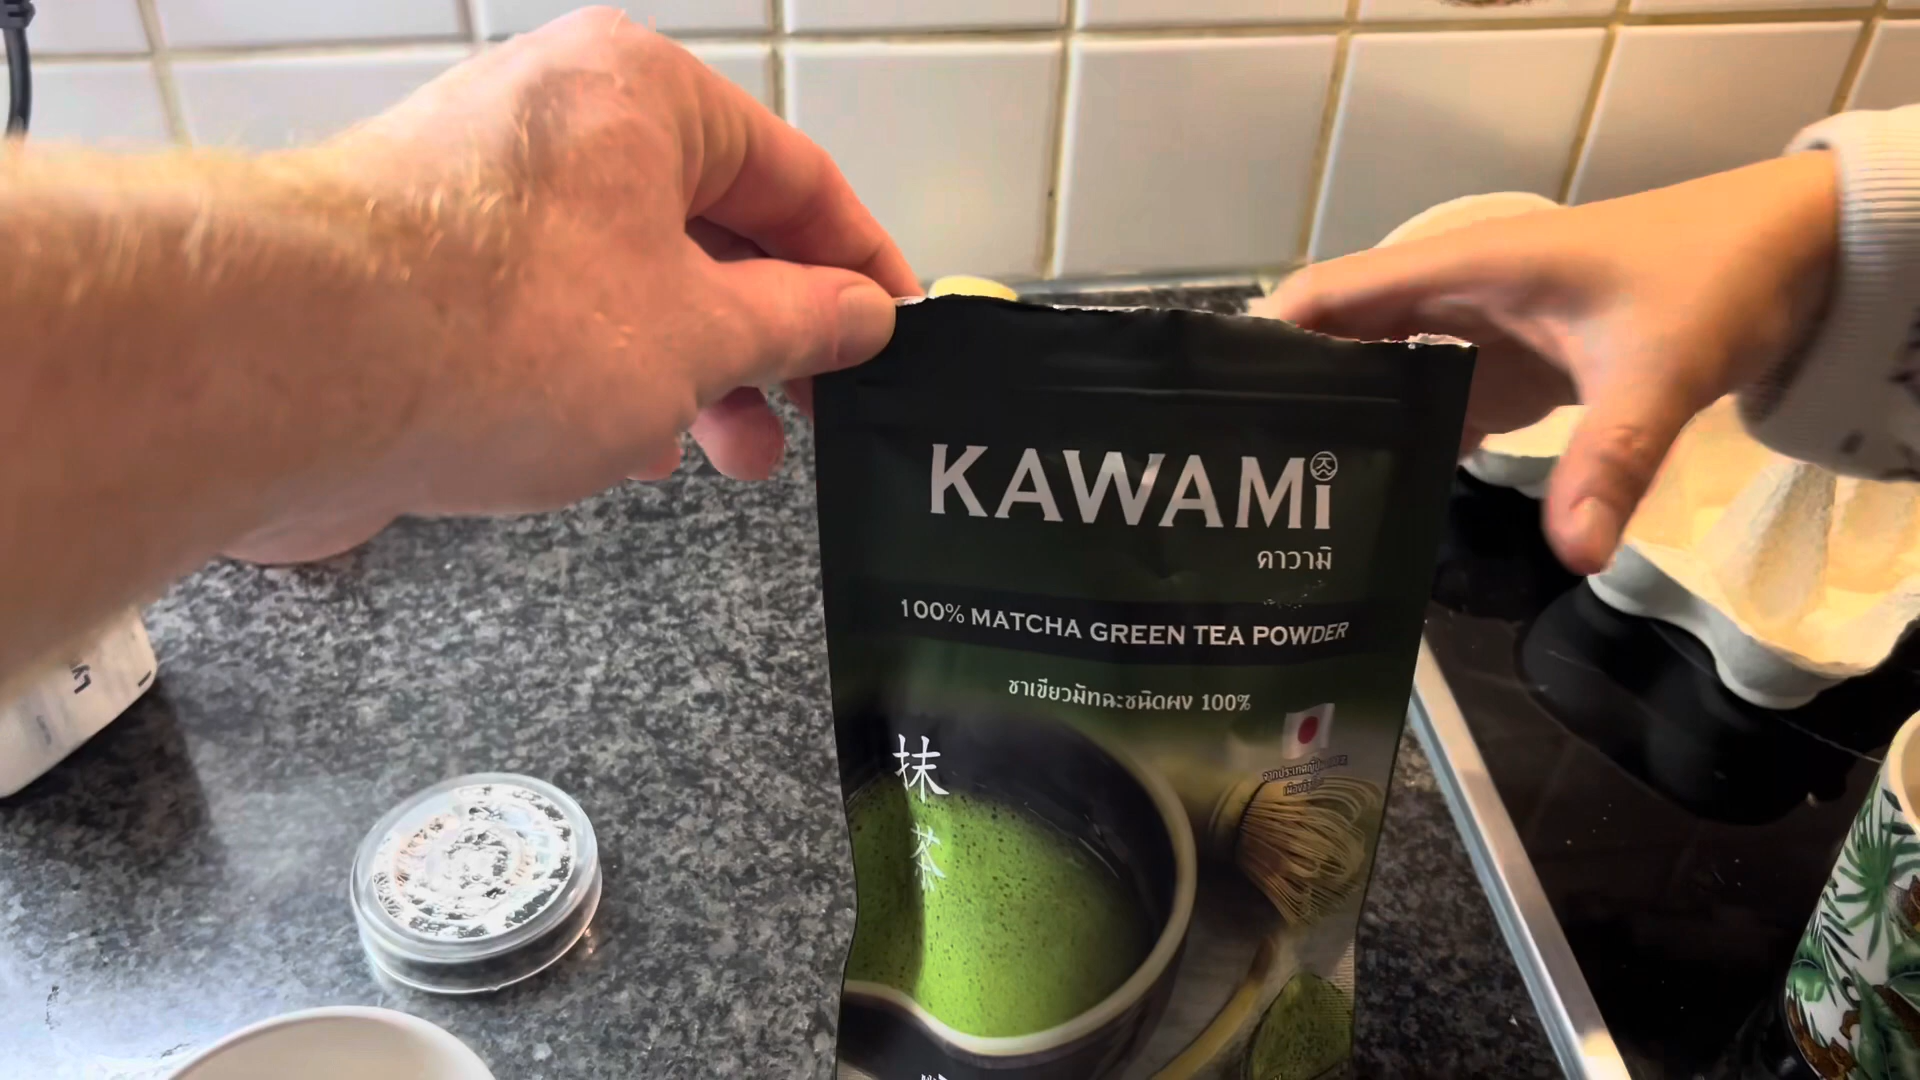 KAWAMi
คาวามิ
100% MATCHA GREEN TEA POWDER
ชาเขียวมัทฉะชนิดผง 100%
抹
茶